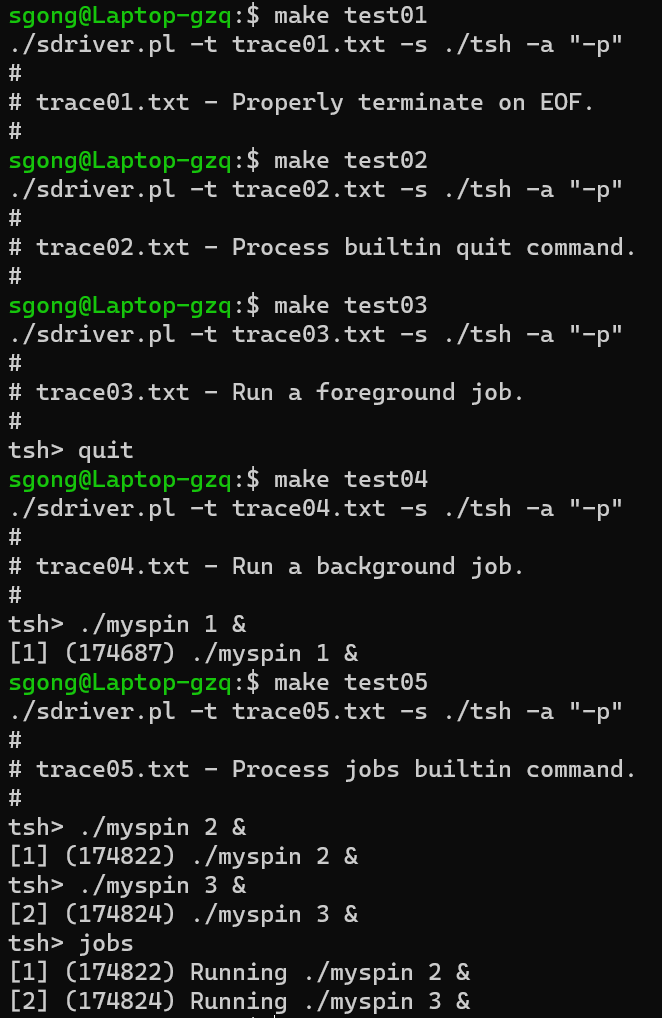 sgong@Laptop-gzq:$ make test01
./sdriver.pl -t trace01.txt -s ./tsh -a "-p"
#
# trace01.txt - Properly terminate on EOF.
#
sgong@Laptop-gzq:$ make test02
./sdriver.pl -t trace02.txt -s ./tsh -a "-p"
#
# trace02.txt - Process builtin quit command.
#
sgong@Laptop-gzq:$ make test03
./sdriver.pl -t trace03.txt -s ./tsh -a "-p"
#
# trace03.txt - Run a foreground job.
#
tsh> quit
sgong@Laptop-gzq:$ make test04
./sdriver.pl -t trace04.txt -s ./tsh -a "-p"
#
# trace04.txt - Run a background job.
#
tsh> ./myspin 1 &
[1] (174687) ./myspin 1 &
sgong@Laptop-gzq:$ make test05
./sdriver.pl -t trace05.txt -s ./tsh -a "-p"
#
# trace05.txt - Process jobs builtin command.
#
tsh> ./myspin 2 &
[1] (174822) ./myspin 2 &
tsh> ./myspin 3 &
[2] (174824) ./myspin 3 &
tsh> jobs
[1] (174822) Running ./myspin 2 &
[2] (174824) Running ./myspin 3 &